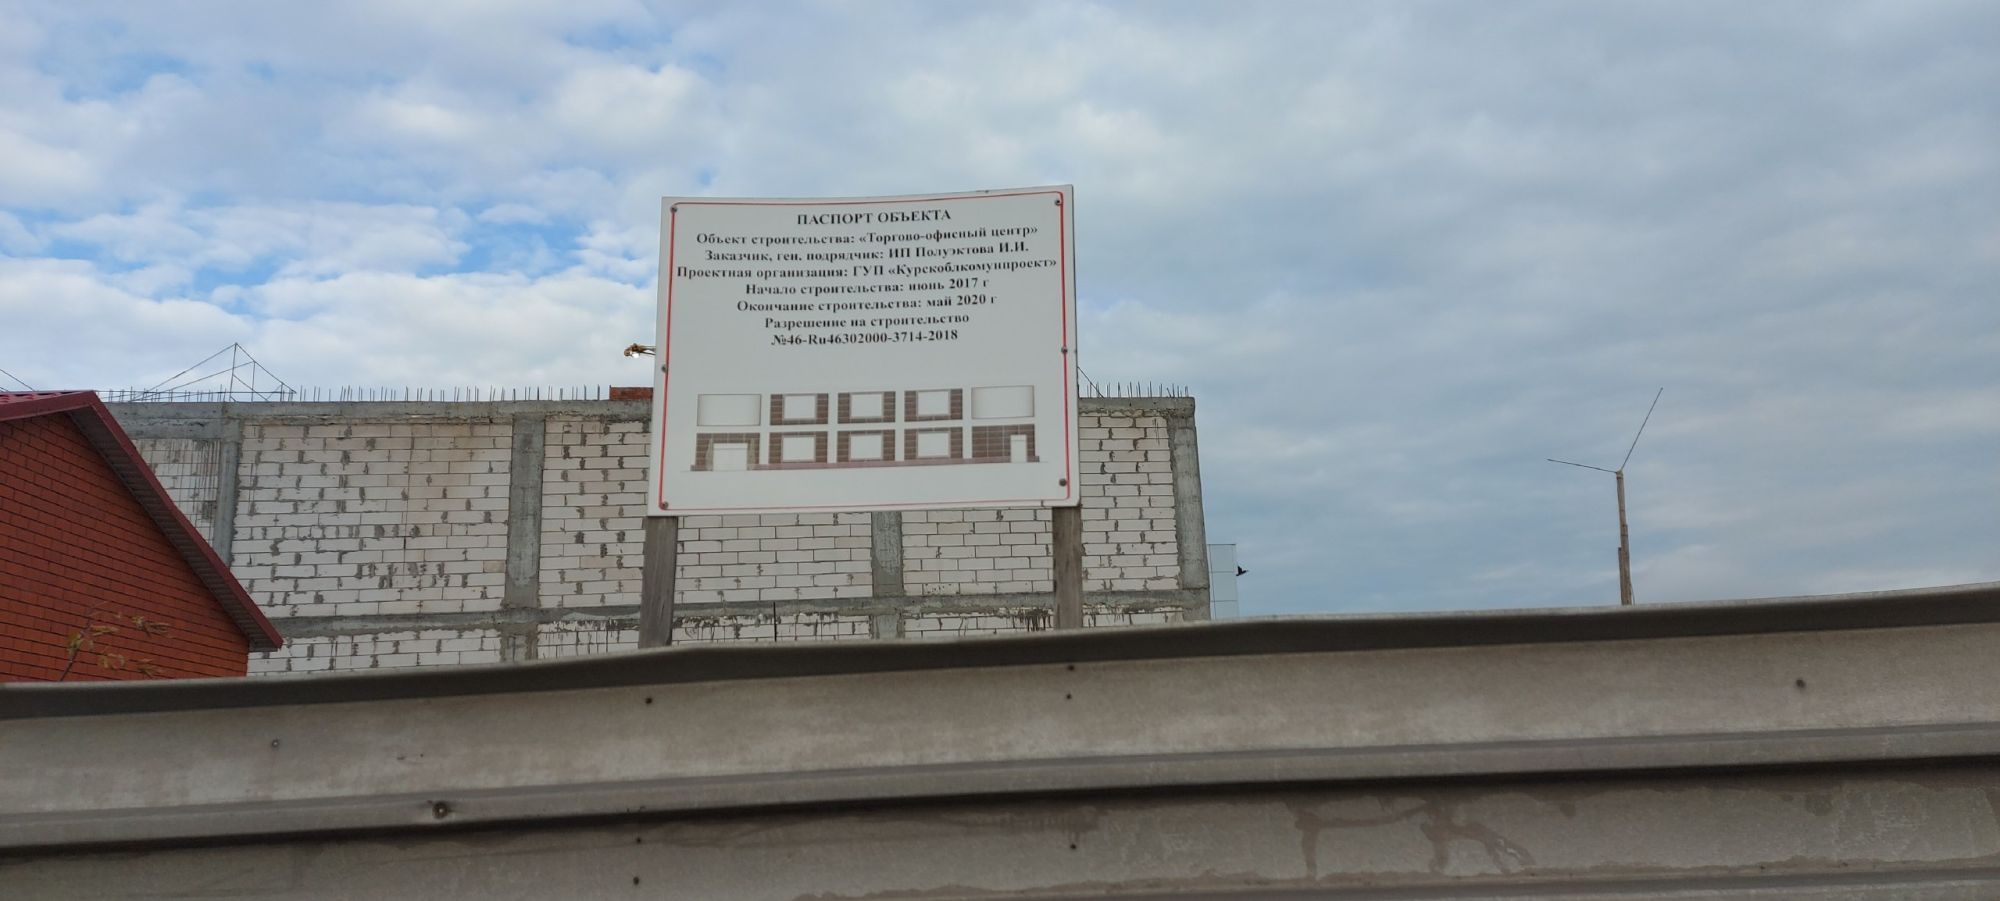 ПАСПОРТ ОБЪЕКТА
Объект строительства: «Торгово-офисный центр»
Заказчик, ген. подрядчик: ИП Полуэктова И.И.
Проектная организация: ГУП «Курскоблкомунпроект»
Начало строительства: июнь 2017 г
Окончание строительства: май 2020 г
Разрешение на строительство
№46-Ru46302000-3714-2018